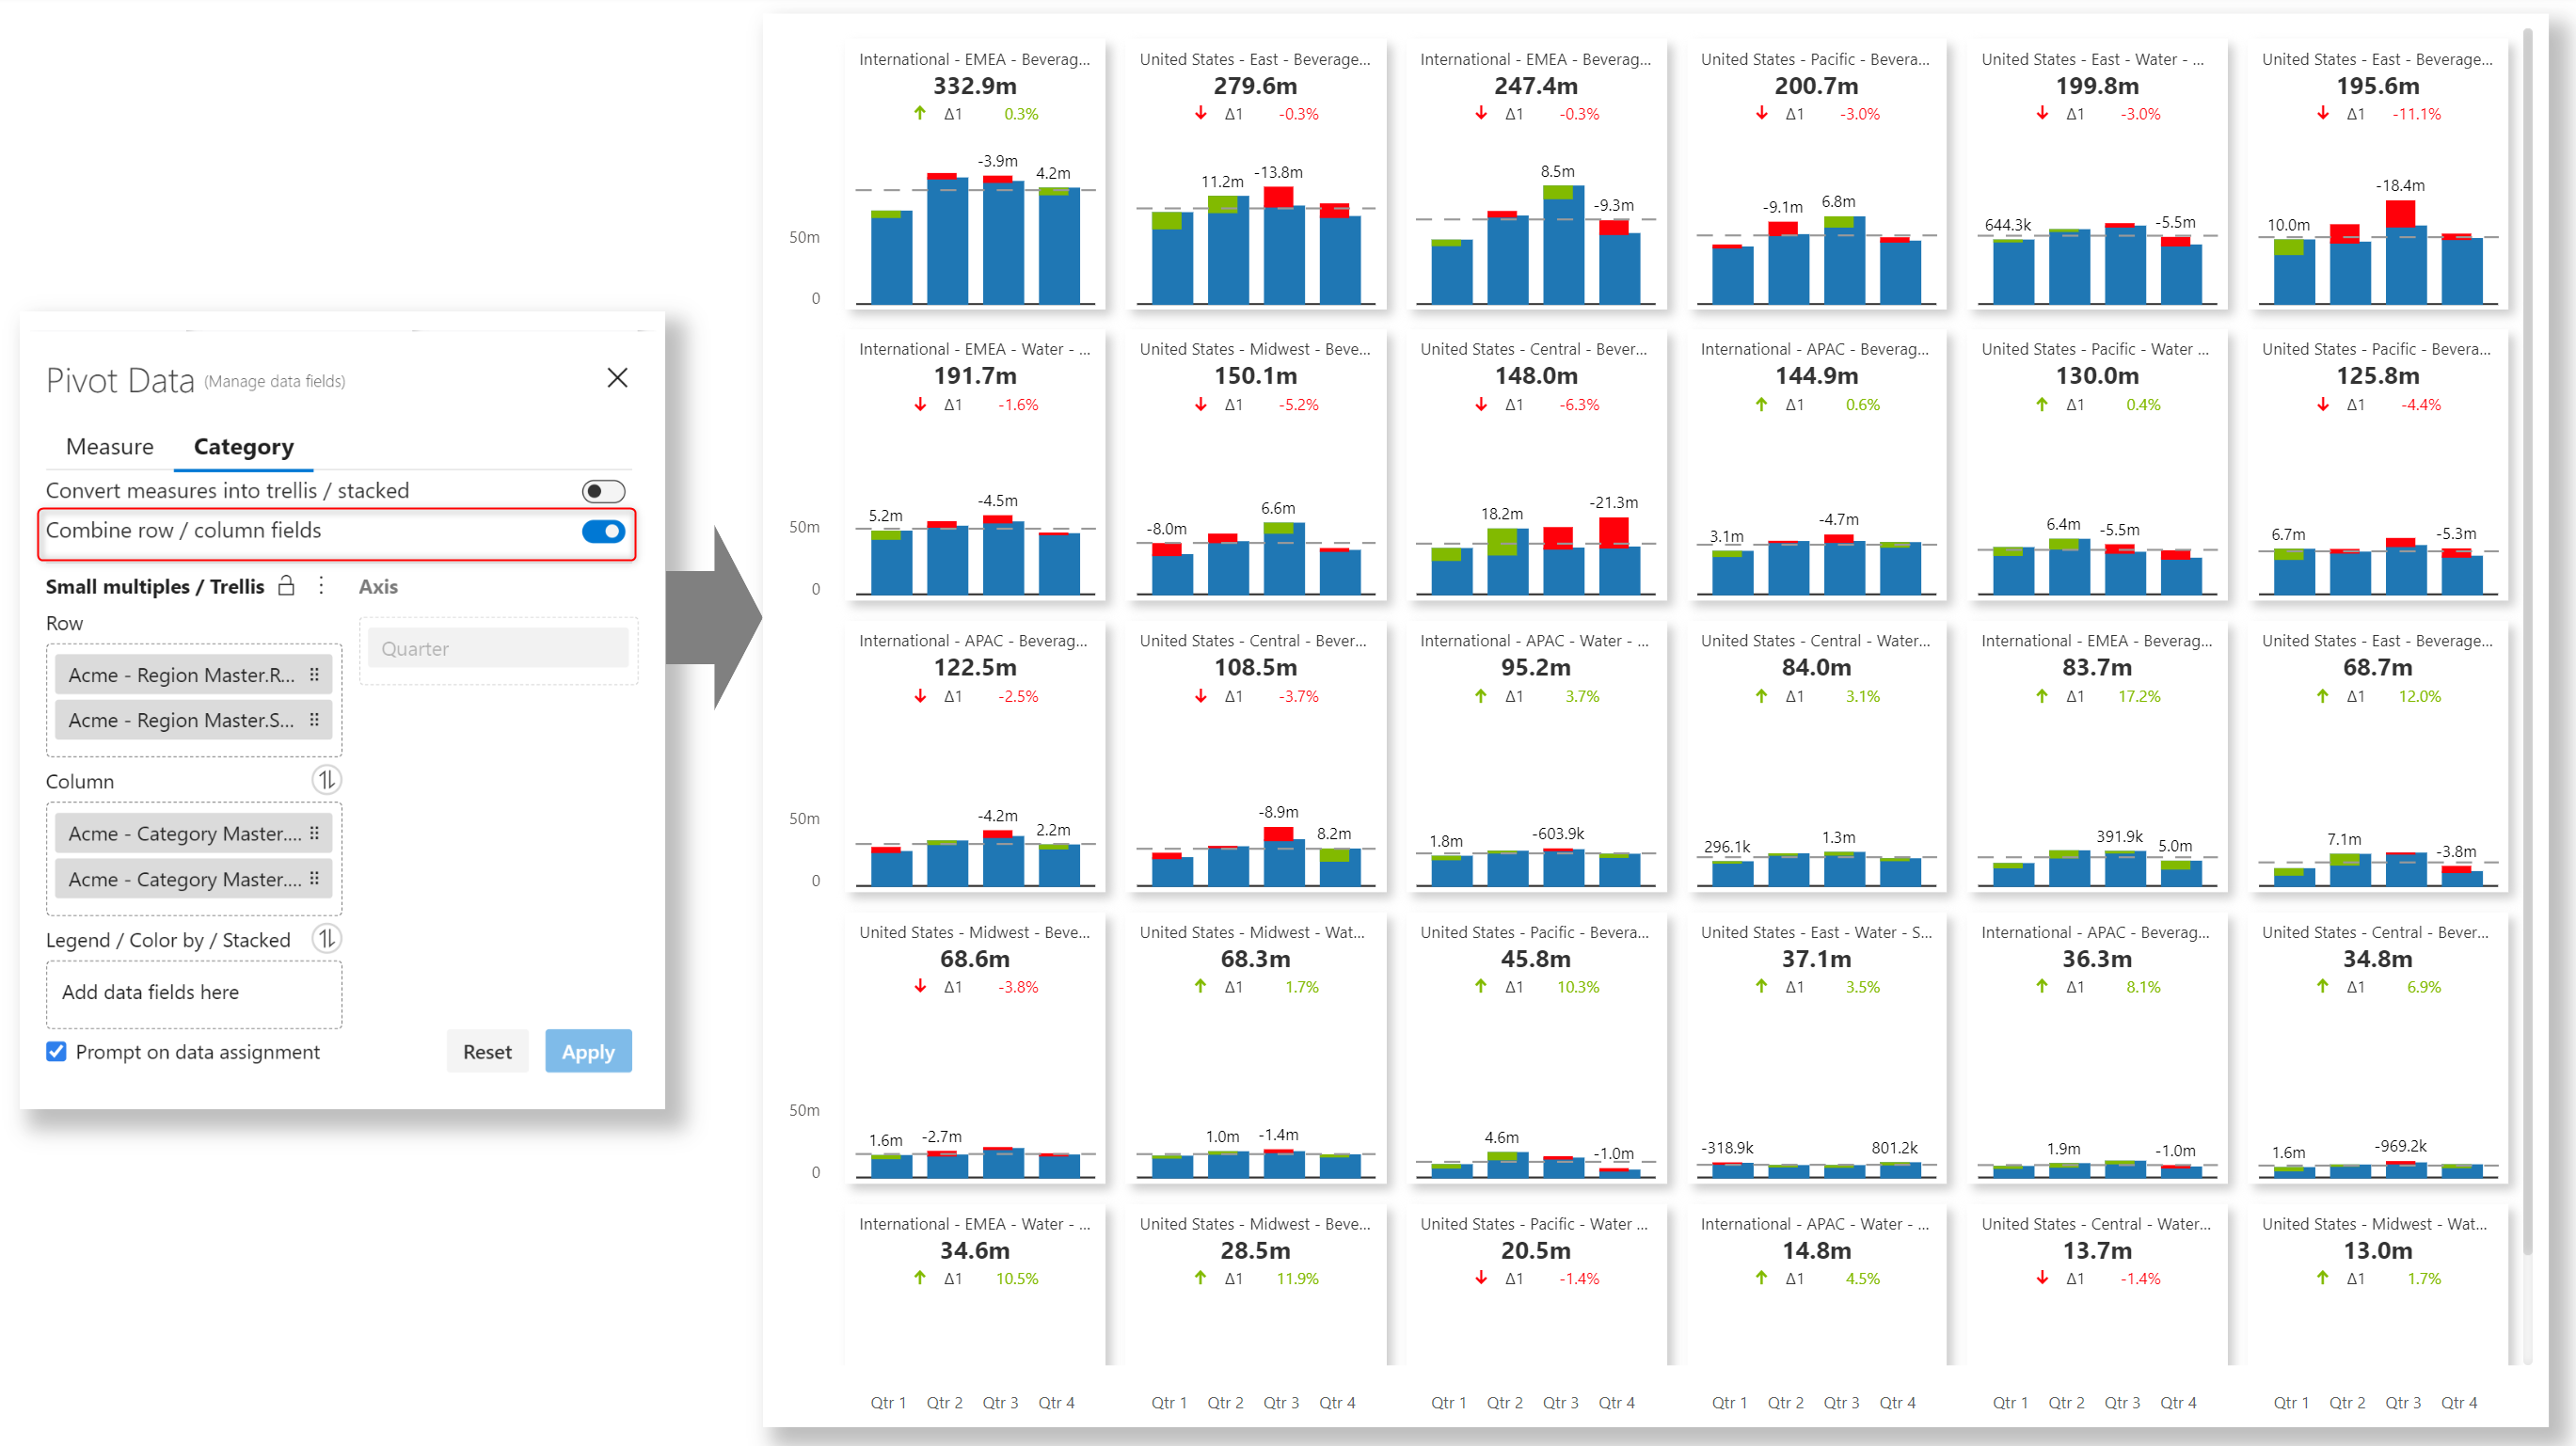 Pivot Data (Manage data fields)
Measure Category
Convert measures into trellis / stacked
Combine row / column fields
Small multiples / Trellis Axis
Row
Quarter
Acme - Region Master.R...
Acme - Region Master.S...
Column
Acme - Category Master....
Acme - Category Master....
Legend / Color by / Stacked
Add data fields here
Prompt on data assignment Reset Apply
International - EMEA - Beverag... United States - East - Beverage... International - EMEA - Beverag... United States - Pacific - Bevera... United States - East - Water - ... United States - East - Beverage...
332.9m 279.6m 247.4m 200.7m 199.8m 195.6m
Δ1 0.3% Δ1 -0.3% Δ1 -0.3% Δ1 -3.0% Δ1 -3.0% Δ1 -11.1%
-3.9m 4.2m 11.2m -13.8m 8.5m -9.3m -9.1m 6.8m 644.3k -5.5m 10.0m -18.4m
50m
0
International - EMEA - Water - ... United States - Midwest - Beve... United States - Central - Bever... International - APAC - Beverag... United States - Pacific - Water ... United States - Pacific - Bevera...
191.7m 150.1m 148.0m 144.9m 130.0m 125.8m
Δ1 -1.6% Δ1 -5.2% Δ1 -6.3% Δ1 0.6% Δ1 0.4% Δ1 -4.4%
5.2m -4.5m -8.0m 6.6m 18.2m -21.3m 3.1m -4.7m 6.4m -5.5m 6.7m -5.3m
50m
0
International - APAC - Beverag... United States - Central - Bever... International - APAC - Water - ... United States - Central - Water... International - EMEA - Beverag... United States - East - Beverage...
122.5m 108.5m 95.2m 84.0m 83.7m 68.7m
Δ1 -2.5% Δ1 -3.7% Δ1 3.7% Δ1 3.1% Δ1 17.2% Δ1 12.0%
-4.2m 2.2m -8.9m 8.2m 1.8m -603.9k 296.1k 1.3m 391.9k 5.0m 7.1m -3.8m
50m
0
United States - Midwest - Beve... United States - Midwest - Wat... United States - Pacific - Bevera... United States - East - Water - S... International - APAC - Beverag... United States - Central - Bever...
68.6m 68.3m 45.8m 37.1m 36.3m 34.8m
Δ1 -3.8% Δ1 1.7% Δ1 10.3% Δ1 3.5% Δ1 8.1% Δ1 6.9%
50m
1.6m -2.7m 1.0m -1.4m 4.6m -1.0m -318.9k 801.2k 1.9m -1.0m 1.6m -969.2k
0
International - EMEA - Water - ... United States - Midwest - Beve... United States - Pacific - Water ... International - APAC - Water - ... United States - Central - Water... United States - Midwest - Wat...
34.6m 28.5m 20.5m 14.8m 13.7m 13.0m
Δ1 10.5% Δ1 11.9% Δ1 -1.4% Δ1 4.5% Δ1 -1.4% Δ1 1.7%
Qtr 1 Qtr 2 Qtr 3 Qtr 4 Qtr 1 Qtr 2 Qtr 3 Qtr 4 Qtr 1 Qtr 2 Qtr 3 Qtr 4 Qtr 1 Qtr 2 Qtr 3 Qtr 4 Qtr 1 Qtr 2 Qtr 3 Qtr 4 Qtr 1 Qtr 2 Qtr 3 Qtr 4